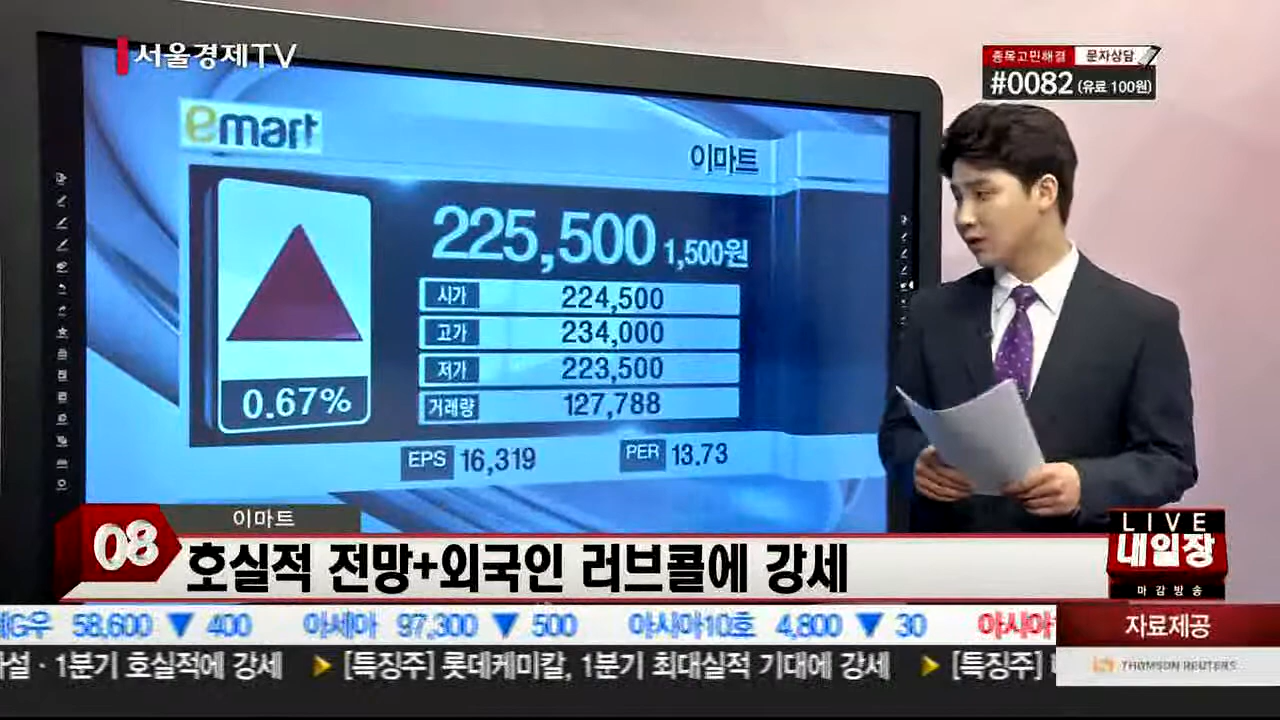 서울경제TV
종목고민해결 문자상담
#0082 (유료 100원)
emart
이마트
225,500 1,500원
시가 224,500
고가 234,000
저가 223,500
거래량 127,788
0.67%
EPS 16,319 PER 13.73
이마트
08
호실적 전망+외국인 러브콜에 강세
LIVE
내일장
마감방송
G우 58,600 ▼ 400 아세아 97,300 ▼ 500 아시아10호 4,800 ▼ 30 아시아
자료제공
설 · 1분기 호실적에 강세 ▶ [특징주] 롯데케미칼, 1분기 최대실적 기대에 강세 ▶ [특징주]
THOMSON REUTERS